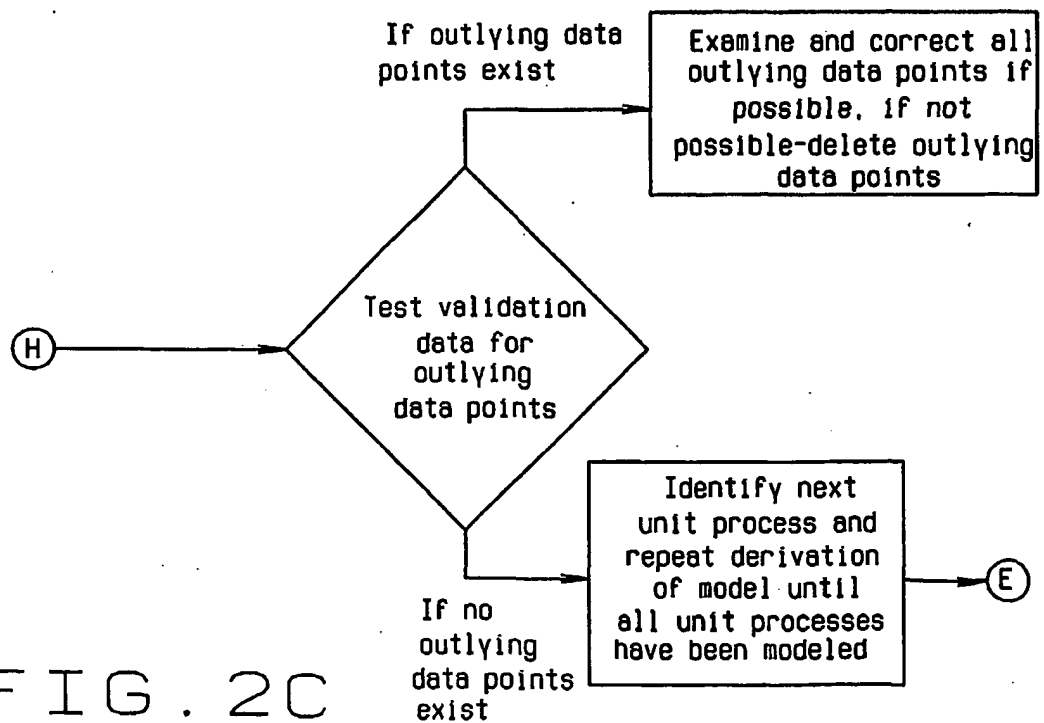 If outlying data
points exist
Examine and correct all
outlying data points if
possible, if not
possible-delete outlying
data points
H
Test validation
data for
outlying
data points
Identify next
unit process and
repeat derivation
of model until
all unit processes
have been modeled
E
If no
outlying
data points
exist
FIG. 2C